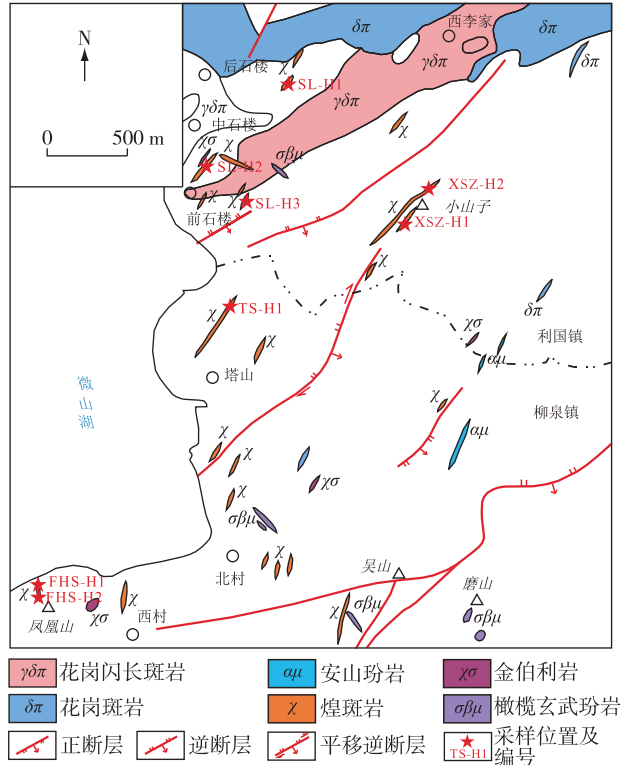 δπ
西李家
δπ
N
后石楼
χ
γδπ
δπ
SL-H1
γδπ
γδπ
中石楼
0 500 m
χσ
χ
χ
SL-H2
σβμ
χ
χ
SL-H3
XSZ-H2
χ
小山子
前石楼
XSZ-H1
χ
TS-H1
χ
δπ
χσ
利国镇
χ
αμ
塔山
微山湖
χ
柳泉镇
χ
αμ
χ
χσ
χ
σβμ
χ
北村
吴山
磨山
FHS-H1
χ
FHS-H2
χσ
χ
凤凰山
西村
χ
σβμ
σβμ
γδπ 花岗闪长斑岩
αμ 安山玢岩
χσ 金伯利岩
δπ 花岗斑岩
χ 煌斑岩
σβμ 橄榄玄武玢岩
正断层
逆断层
平移逆断层
TS-H1
采样位置及
编号